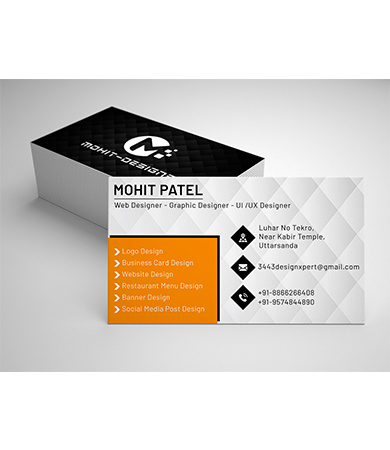 MOHIT-DESIGNE
MOHIT PATEL
Web Designer - Graphic Designer - UI /UX Designer
Luhar No Tekro,
Near Kabir Temple,
Uttarsanda
Logo Design
Business Card Design
Website Design
Restaurant Menu Design
Banner Design
Social Media Post Design
3443designxpert@gmail.com
+91-8866266408
+91-9574844890